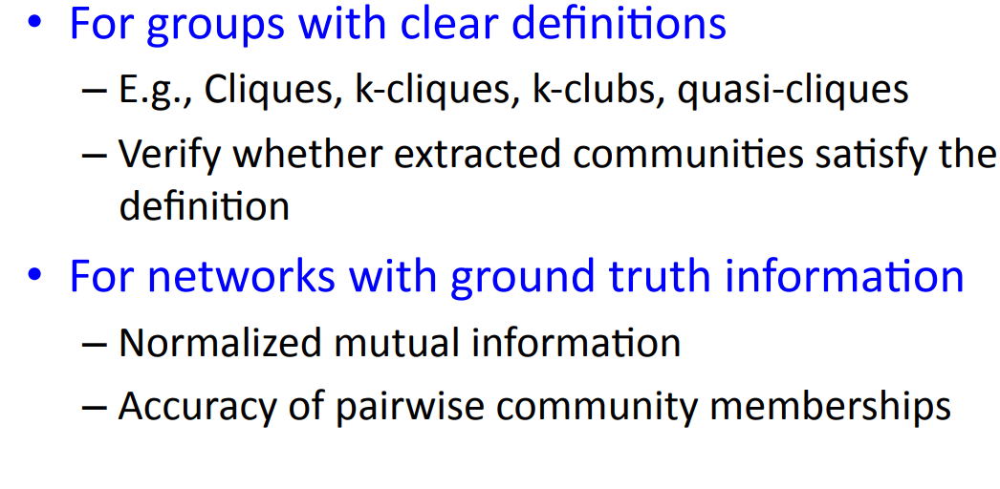 • For groups with clear definitions
– E.g., Cliques, k-cliques, k-clubs, quasi-cliques
– Verify whether extracted communities satisfy the
definition
• For networks with ground truth information
– Normalized mutual information
– Accuracy of pairwise community memberships